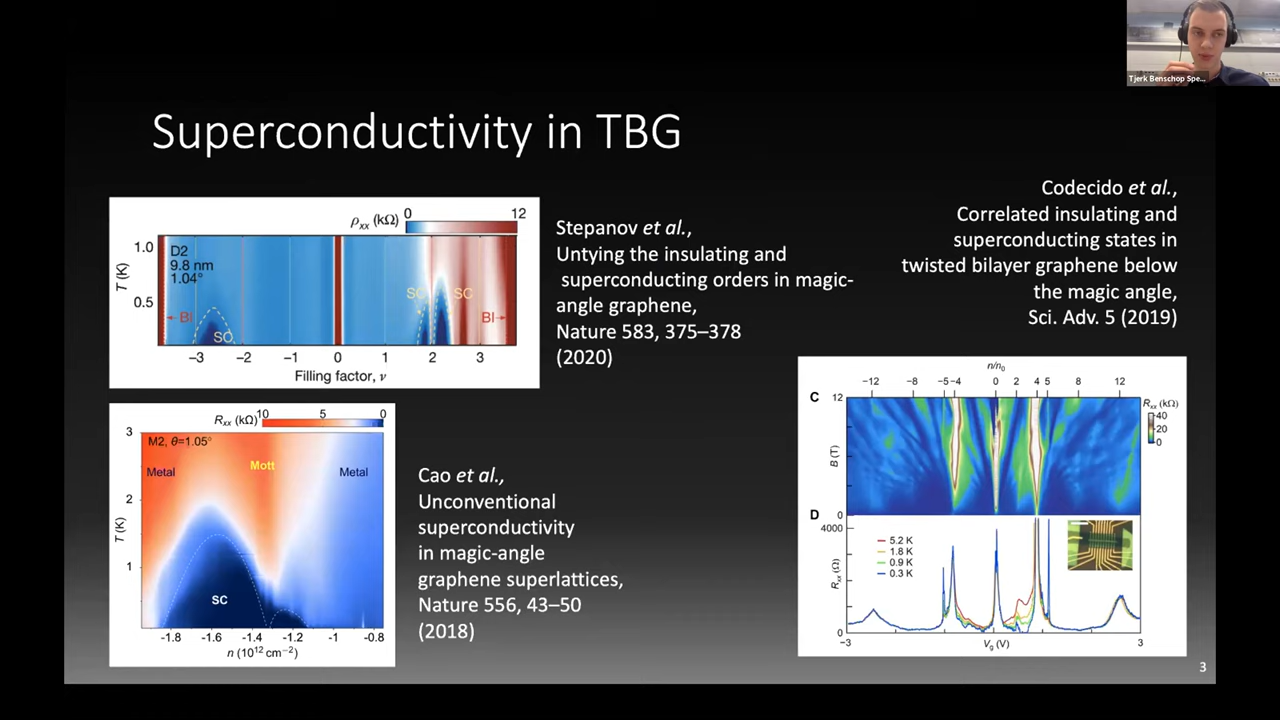 Tjerk Benschop Spe...
Superconductivity in TBG
ρxx (kΩ) 0 12
D2
9.8 nm
1.04°
T (K)
1.0
0.5
BI
SC
SC
SC
BI
−3 −2 −1 0 1 2 3
Filling factor, ν
Stepanov et al.,
Untying the insulating and
superconducting orders in magic-
angle graphene,
Nature 583, 375–378
(2020)
Codecido et al.,
Correlated insulating and
superconducting states in
twisted bilayer graphene below
the magic angle,
Sci. Adv. 5 (2019)
Rxx (kΩ) 10 5 0
M2, θ=1.05°
Metal
Mott
Metal
SC
T (K)
3
2
1
-1.8 -1.6 -1.4 -1.2 -1 -0.8
n (10¹² cm⁻²)
Cao et al.,
Unconventional
superconductivity
in magic-angle
graphene superlattices,
Nature 556, 43–50
(2018)
n/n₀
−12 −8 −5 −4 0 2 4 5 8 12
C
12
B (T)
0
Rxx (kΩ)
40
20
0
D
4000
Rxx (Ω)
0
5.2 K
1.8 K
0.9 K
0.3 K
−3 3
Vg (V)
3